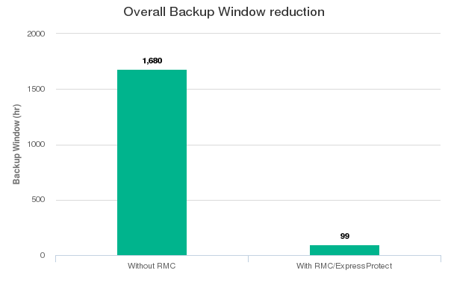 Overall Backup Window reduction
2000
1500
1000
500
0
Backup Window (hr)
1,680
99
Without RMC
With RMC/ExpressProtect